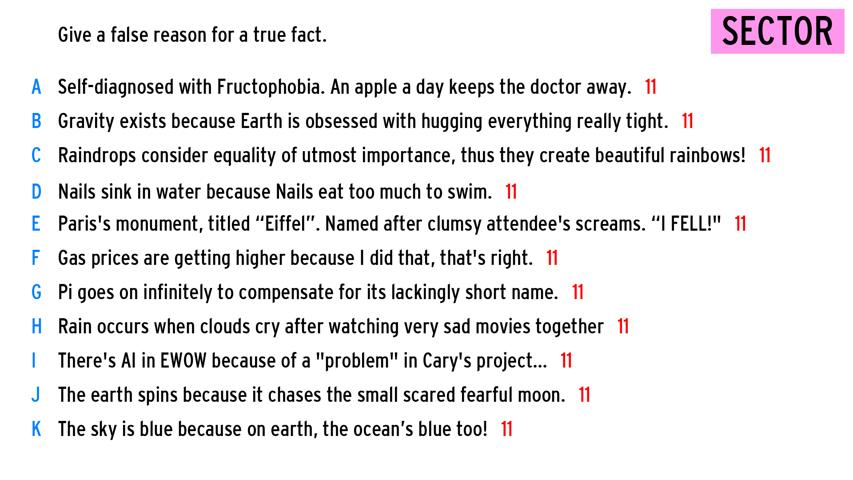 Give a false reason for a true fact.
SECTOR
A Self-diagnosed with Fructophobia. An apple a day keeps the doctor away. 11
B Gravity exists because Earth is obsessed with hugging everything really tight. 11
C Raindrops consider equality of utmost importance, thus they create beautiful rainbows! 11
D Nails sink in water because Nails eat too much to swim. 11
E Paris's monument, titled “Eiffel”. Named after clumsy attendee's screams. “I FELL!" 11
F Gas prices are getting higher because I did that, that's right. 11
G Pi goes on infinitely to compensate for its lackingly short name. 11
H Rain occurs when clouds cry after watching very sad movies together 11
I There's AI in EWOW because of a "problem" in Cary's project... 11
J The earth spins because it chases the small scared fearful moon. 11
K The sky is blue because on earth, the ocean’s blue too! 11